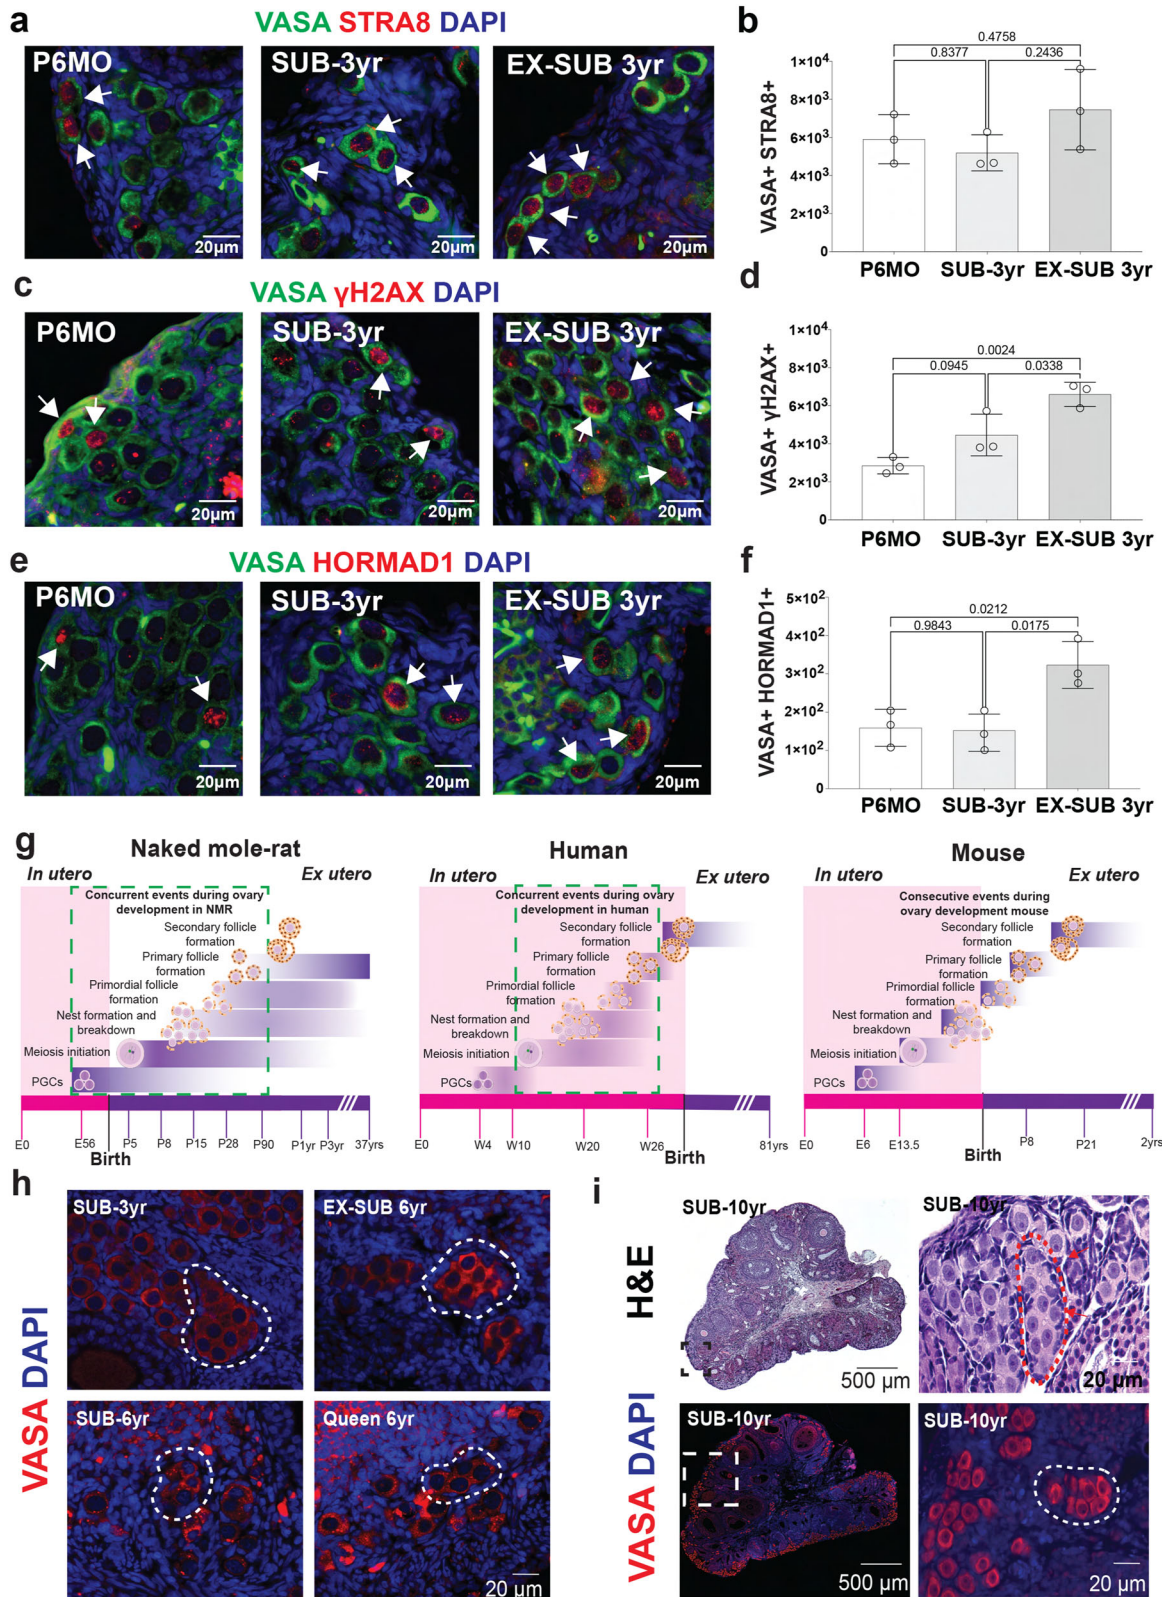 a
VASA STRA8 DAPI
P6MO
SUB-3yr
EX-SUB 3yr
20µm
20µm
20µm
b
VASA+ STRA8+
0.4758
0.8377
0.2436
1×10⁴
8×10³
6×10³
4×10³
2×10³
0
P6MO
SUB-3yr
EX-SUB 3yr
c
VASA γH2AX DAPI
P6MO
SUB-3yr
EX-SUB 3yr
20µm
20µm
20µm
d
VASA+ γH2AX+
0.0024
0.0945
0.0338
1×10⁴
8×10³
6×10³
4×10³
2×10³
0
P6MO
SUB-3yr
EX-SUB 3yr
e
VASA HORMAD1 DAPI
P6MO
SUB-3yr
EX-SUB 3yr
20µm
20µm
20µm
f
VASA+ HORMAD1+
0.0212
0.9843
0.0175
5×10²
4×10²
3×10²
2×10²
1×10²
0
P6MO
SUB-3yr
EX-SUB 3yr
g
Naked mole-rat
In utero
Ex utero
Concurrent events during ovary
development in NMR
Secondary follicle
formation
Primary follicle
formation
Primordial follicle
formation
Nest formation and
breakdown
Meiosis initiation
PGCs
E0
E56
Birth
P5
P8
P15
P28
P90
P1yr
P3yr
37yrs
Human
In utero
Ex utero
Concurrent events during ovary
development in human
Secondary follicle
formation
Primary follicle
formation
Primordial follicle
formation
Nest formation and
breakdown
Meiosis initiation
PGCs
E0
W4
W10
W20
W26
Birth
81yrs
Mouse
In utero
Ex utero
Consecutive events during
ovary development mouse
Secondary follicle
formation
Primary follicle
formation
Primordial follicle
formation
Nest formation and
breakdown
Meiosis initiation
PGCs
E0
E6
E13.5
Birth
P8
P21
2yrs
h
VASA DAPI
SUB-3yr
EX-SUB 6yr
SUB-6yr
Queen 6yr
20 µm
i
H&E
SUB-10yr
500 µm
SUB-10yr
20 µm
VASA DAPI
SUB-10yr
500 µm
SUB-10yr
20 µm